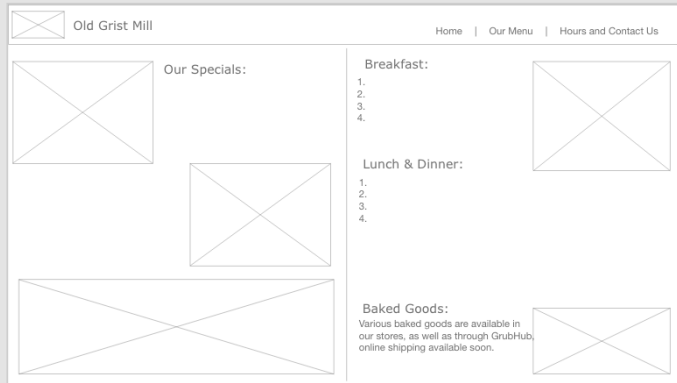 Old Grist Mill
Home | Our Menu | Hours and Contact Us
Our Specials:
Breakfast:
1.
2.
3.
4.
Lunch & Dinner:
1.
2.
3.
4.
Baked Goods:
Various baked goods are available in
our stores, as well as through GrubHub,
online shipping available soon.